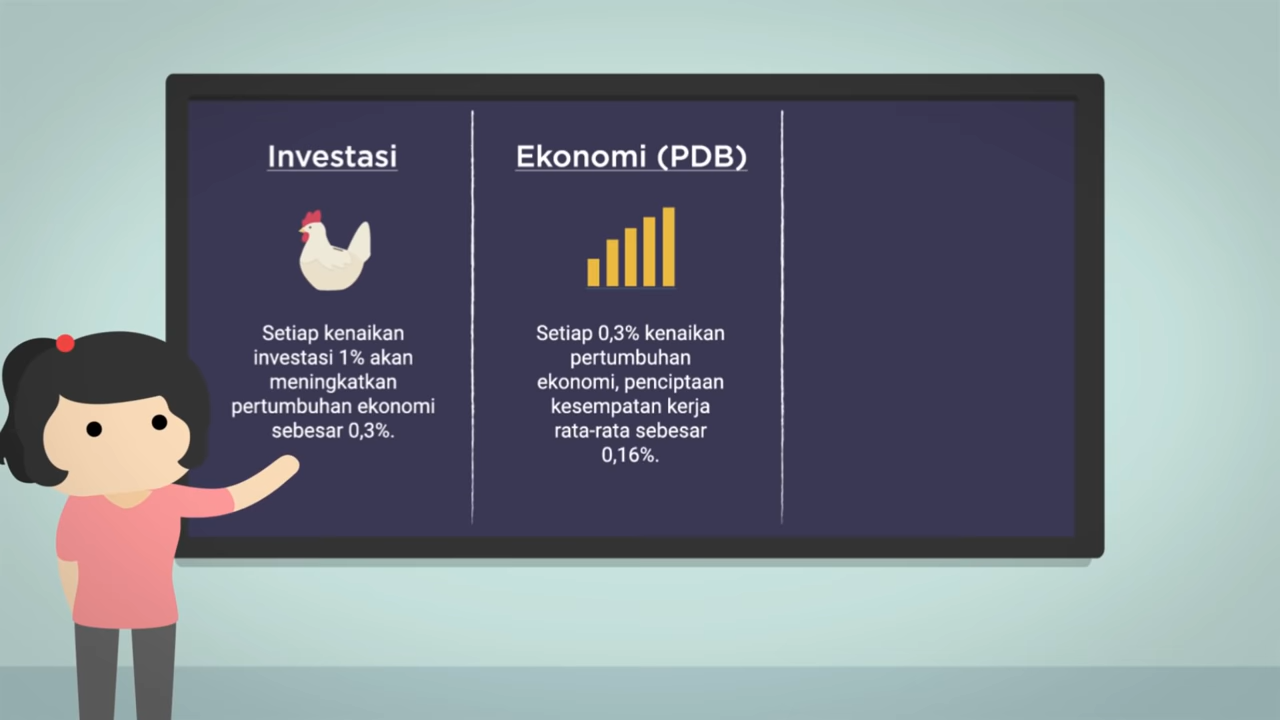 Investasi
Setiap kenaikan
investasi 1% akan
meningkatkan
pertumbuhan ekonomi
sebesar 0,3%.
Ekonomi (PDB)
Setiap 0,3% kenaikan
pertumbuhan
ekonomi, penciptaan
kesempatan kerja
rata-rata sebesar
0,16%.